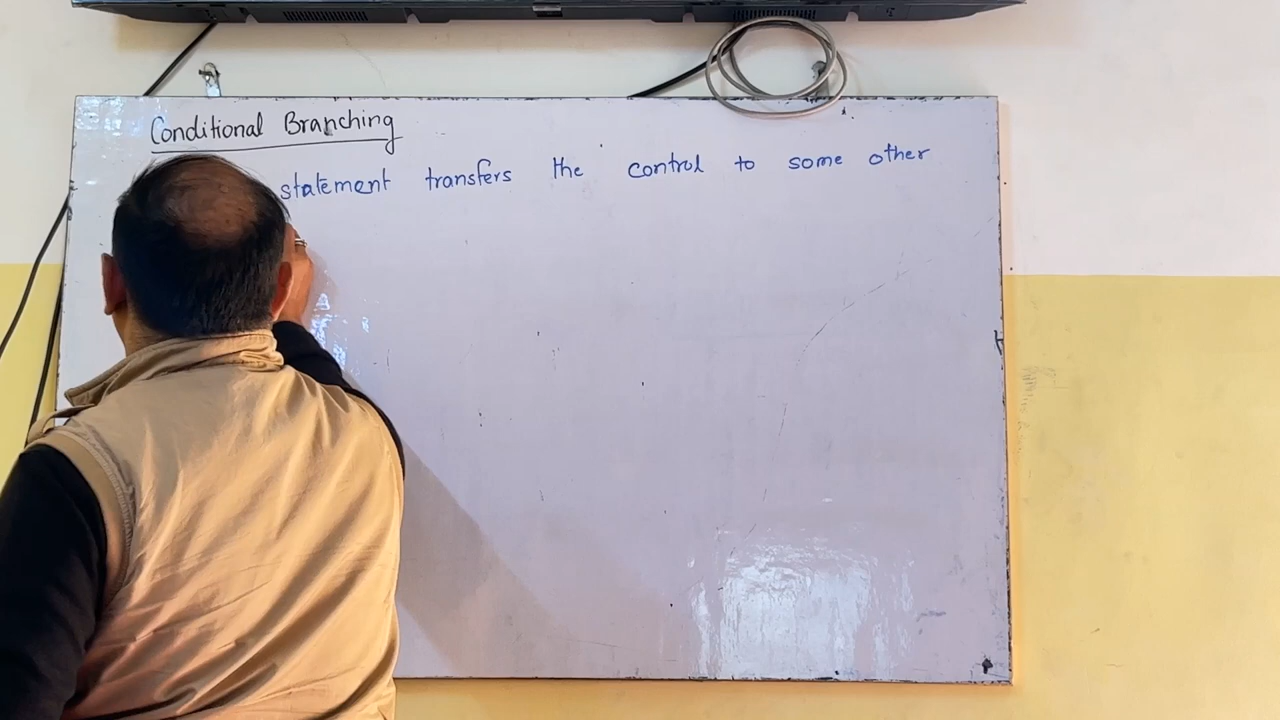 Conditional Branching
statement transfers the control to some other